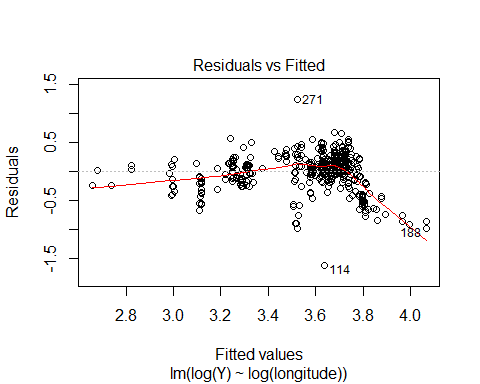 Residuals vs Fitted
Residuals
1.5
0.5
-0.5
-1.5
271
188
114
2.8 3.0 3.2 3.4 3.6 3.8 4.0
Fitted values
lm(log(Y) ~ log(longitude))